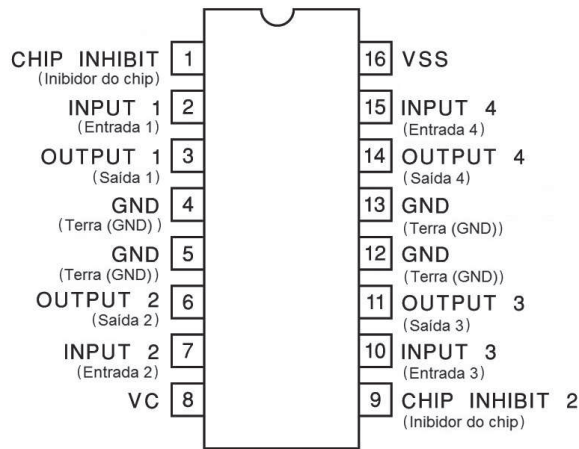 CHIP INHIBIT 1
(Inibidor do chip)
INPUT 1 2
(Entrada 1)
OUTPUT 1 3
(Saída 1)
GND 4
(Terra (GND))
GND 5
(Terra (GND))
OUTPUT 2 6
(Saída 2)
INPUT 2 7
(Entrada 2)
VC 8
16 VSS
15 INPUT 4
(Entrada 4)
14 OUTPUT 4
(Saída 4)
13 GND
(Terra (GND))
12 GND
(Terra (GND))
11 OUTPUT 3
(Saída 3)
10 INPUT 3
(Entrada 3)
9 CHIP INHIBIT 2
(Inibidor do chip)